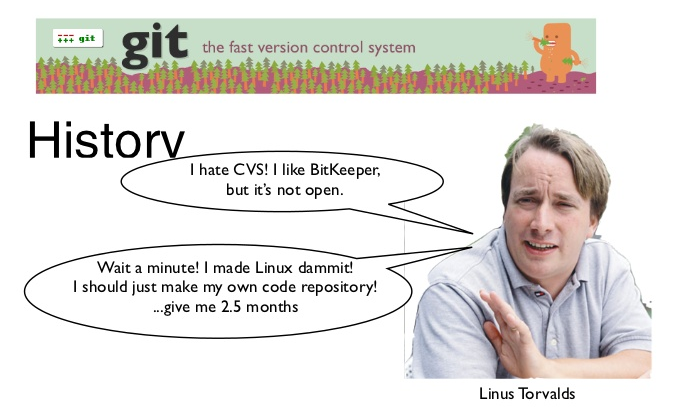 git
git
the fast version control system
History
I hate CVS! I like BitKeeper,
but it's not open.
Wait a minute! I made Linux dammit!
I should just make my own code repository!
...give me 2.5 months
Linus Torvalds